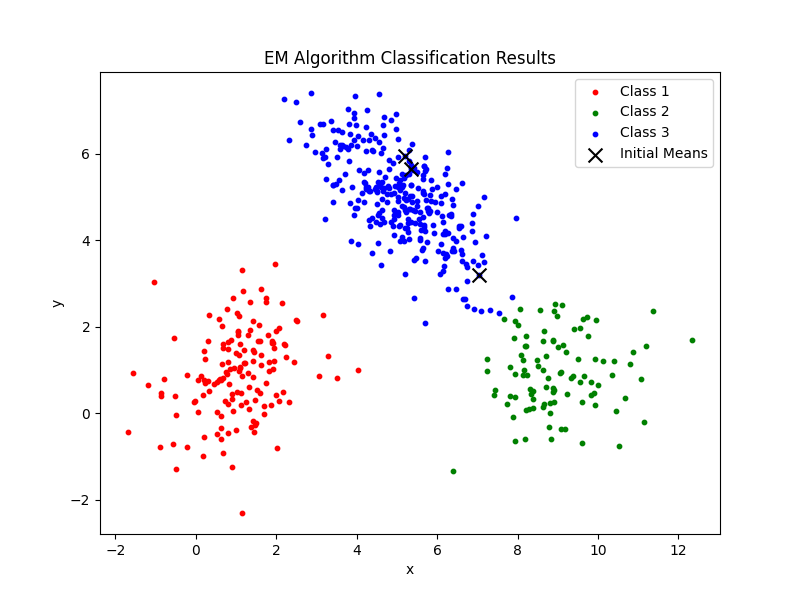 EM Algorithm Classification Results
Class 1
Class 2
Class 3
Initial Means
6
4
2
0
−2
y
−2
0
2
4
6
8
10
12
x